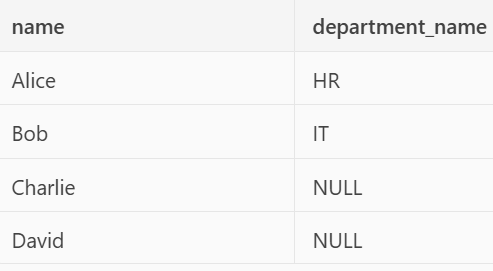 name department_name
Alice HR
Bob IT
Charlie NULL
David NULL